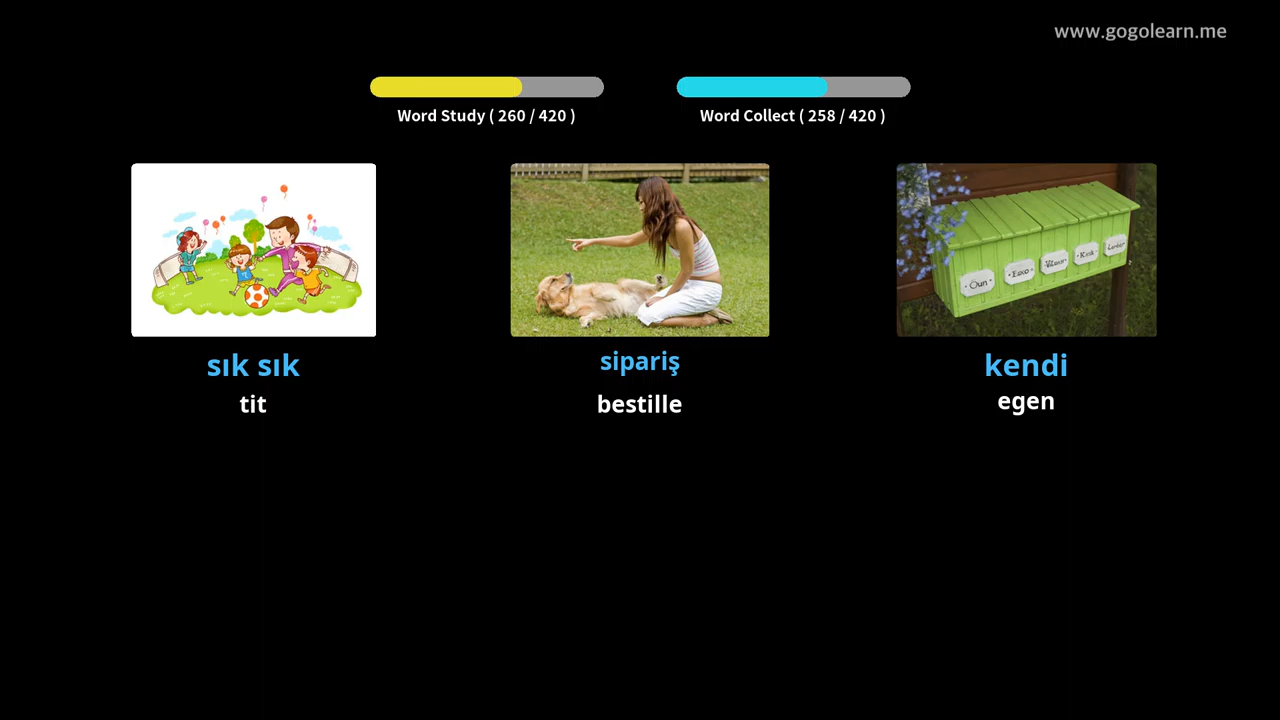 www.gogolearn.me
Word Study ( 260 / 420 )
Word Collect ( 258 / 420 )
sık sık
tit
sipariş
bestille
kendi
egen